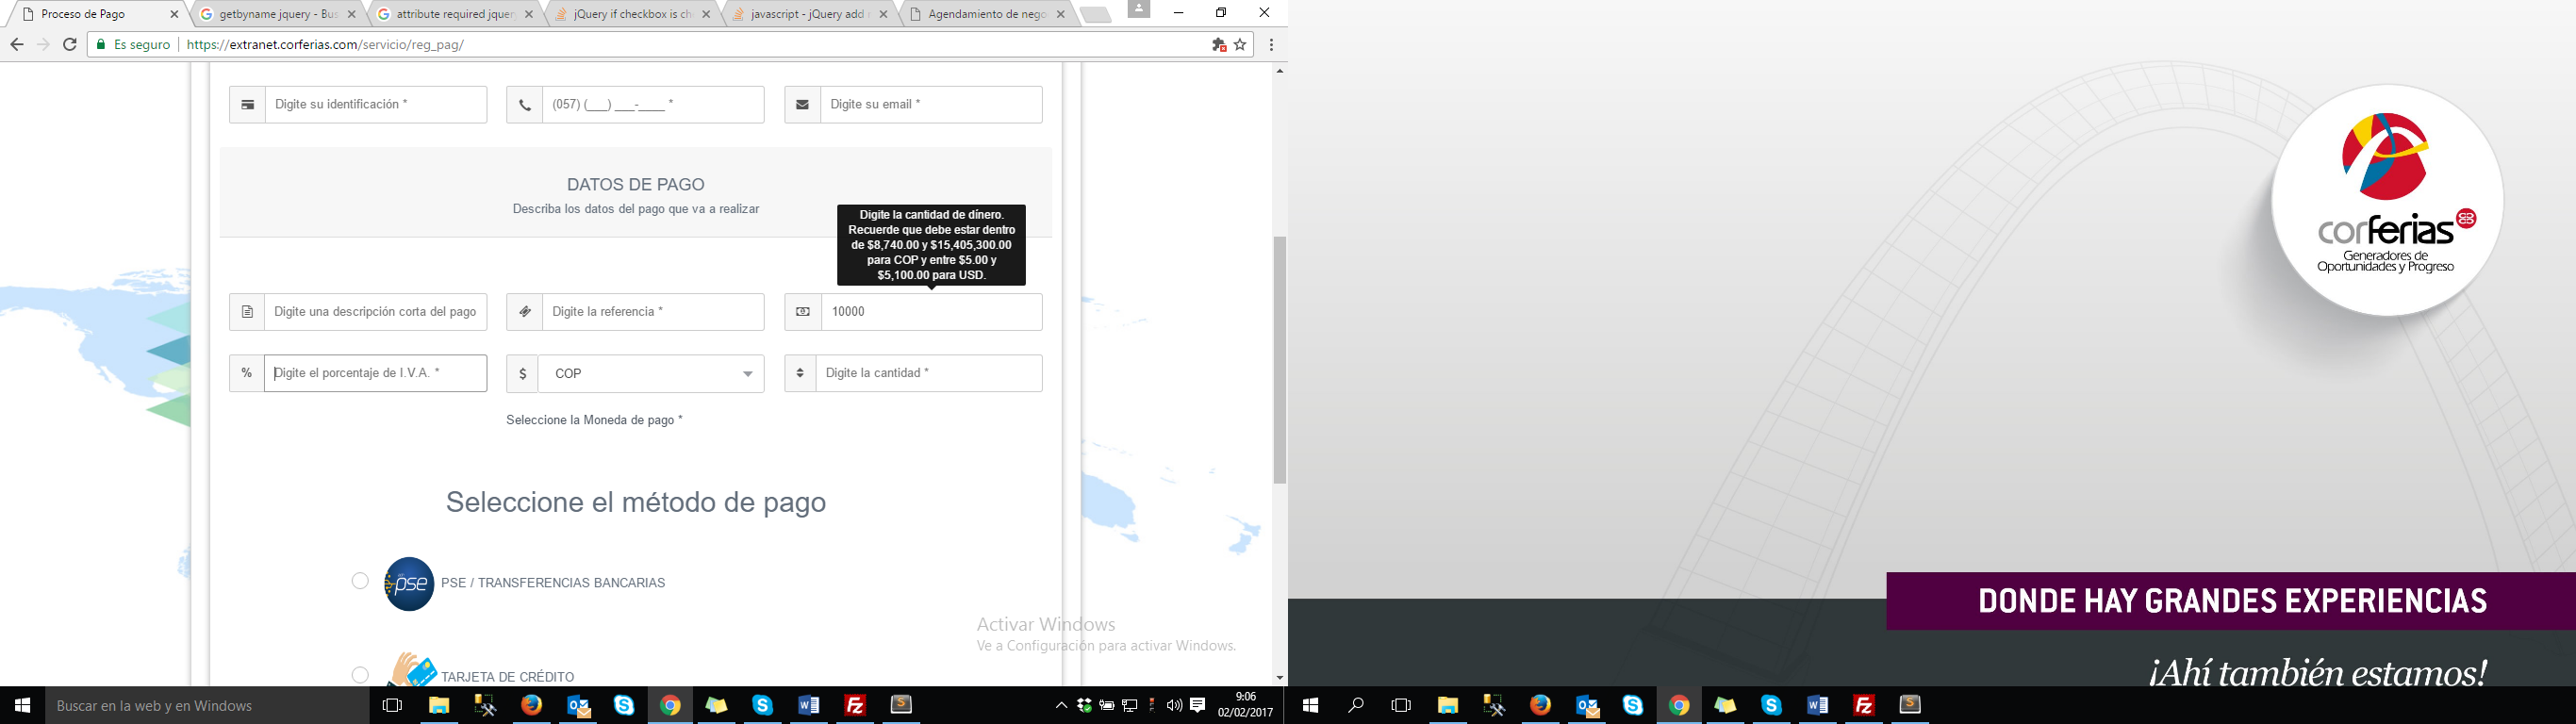 Proceso de Pago
getbyname jquery - Bus
attribute required jquer
jQuery if checkbox is ch
javascript - jQuery add
Agendamiento de nego
Es seguro | https://extranet.corferias.com/servicio/reg_pag/
Digite su identificación *
(057) (___) ___-____ *
Digite su email *
DATOS DE PAGO
Describa los datos del pago que va a realizar
Digite la cantidad de dínero.
Recuerde que debe estar dentro
de $8,740.00 y $15,405,300.00
para COP y entre $5.00 y
$5,100.00 para USD.
Digite una descripción corta del pago
Digite la referencia *
10000
% Digite el porcentaje de I.V.A. *
$ COP
Digite la cantidad *
Seleccione la Moneda de pago *
Seleccione el método de pago
pse PSE / TRANSFERENCIAS BANCARIAS
TARJETA DE CRÉDITO
Activar Windows
Ve a Configuración para activar Windows.
Buscar en la web y en Windows
9:06
02/02/2017
corferias
Generadores de
Oportunidades y Progreso
DONDE HAY GRANDES EXPERIENCIAS
¡Ahí también estamos!